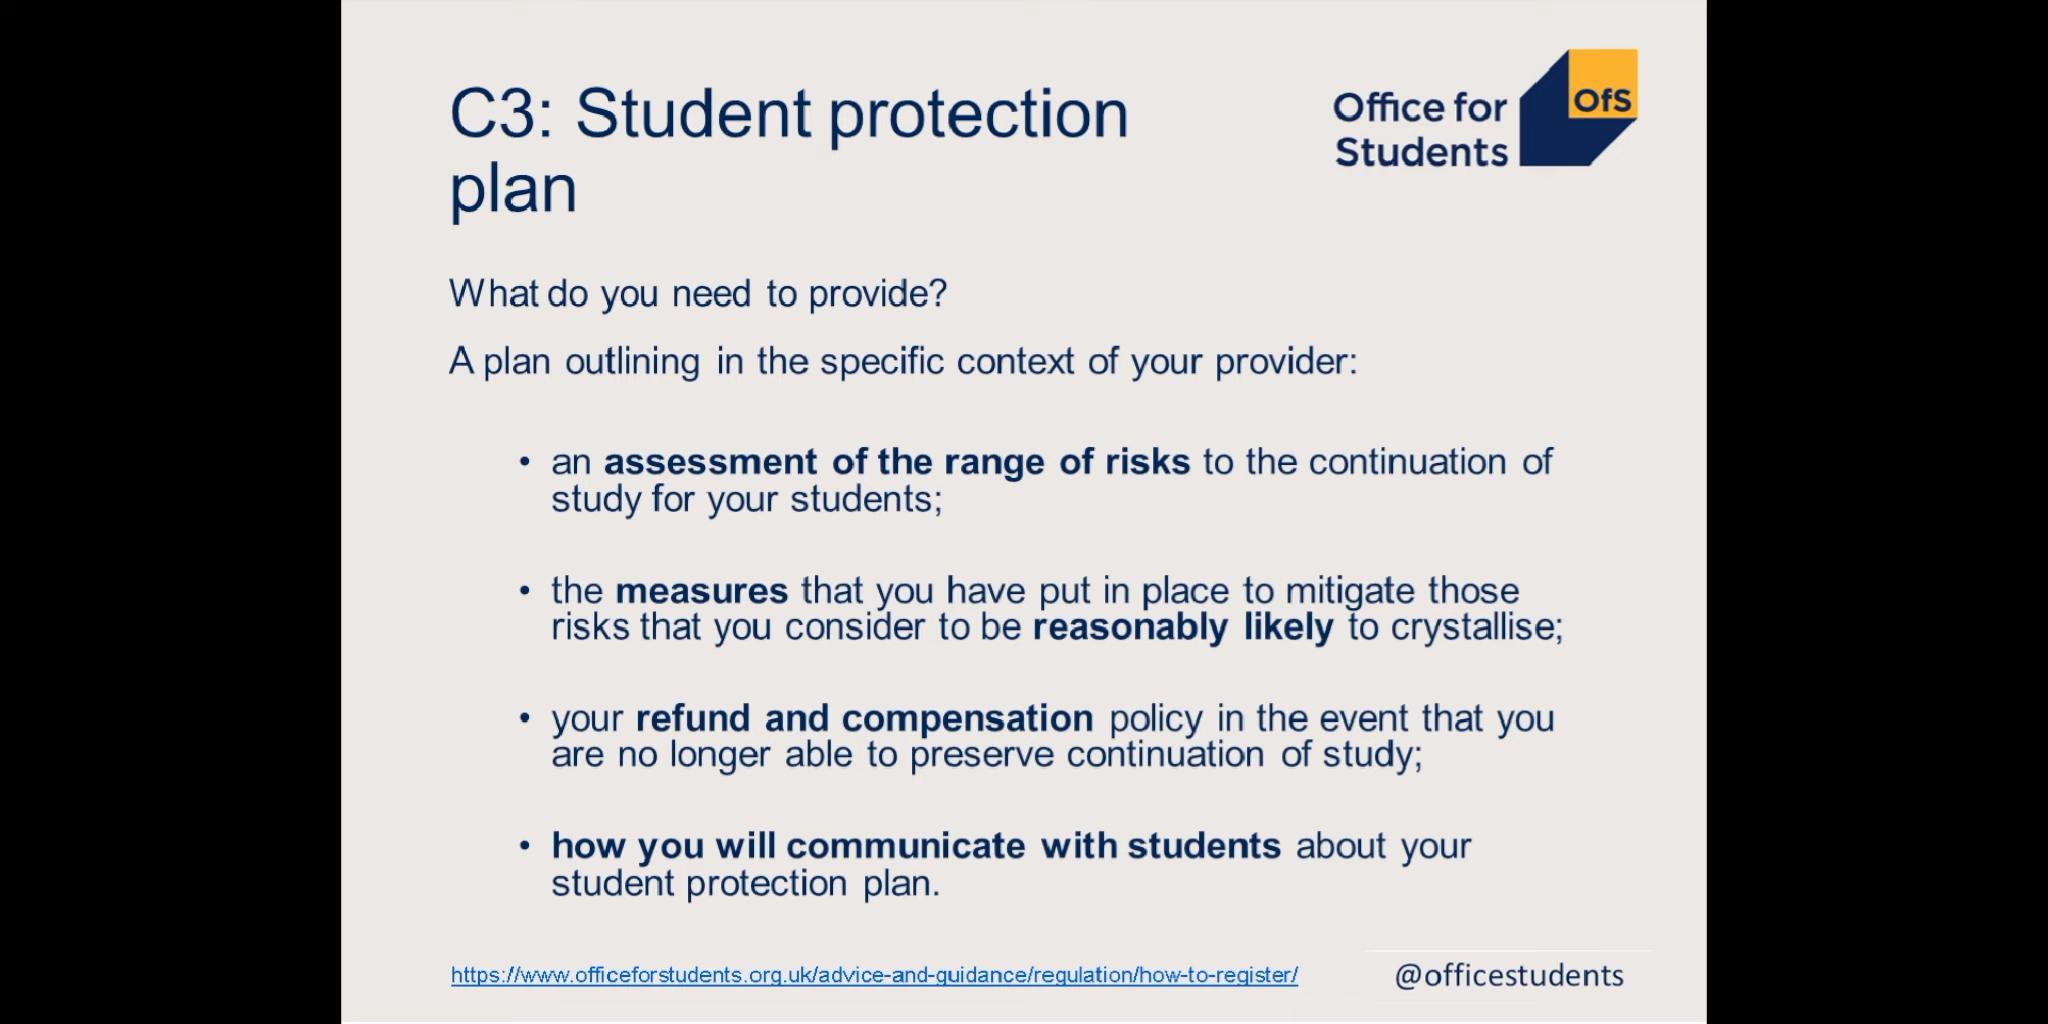 C3: Student protection
plan
Office for
Students
OfS
What do you need to provide?
A plan outlining in the specific context of your provider:
• an assessment of the range of risks to the continuation of
study for your students;
• the measures that you have put in place to mitigate those
risks that you consider to be reasonably likely to crystallise;
• your refund and compensation policy in the event that you
are no longer able to preserve continuation of study;
• how you will communicate with students about your
student protection plan.
https://www.officeforstudents.org.uk/advice-and-guidance/regulation/how-to-register/
@officestudents